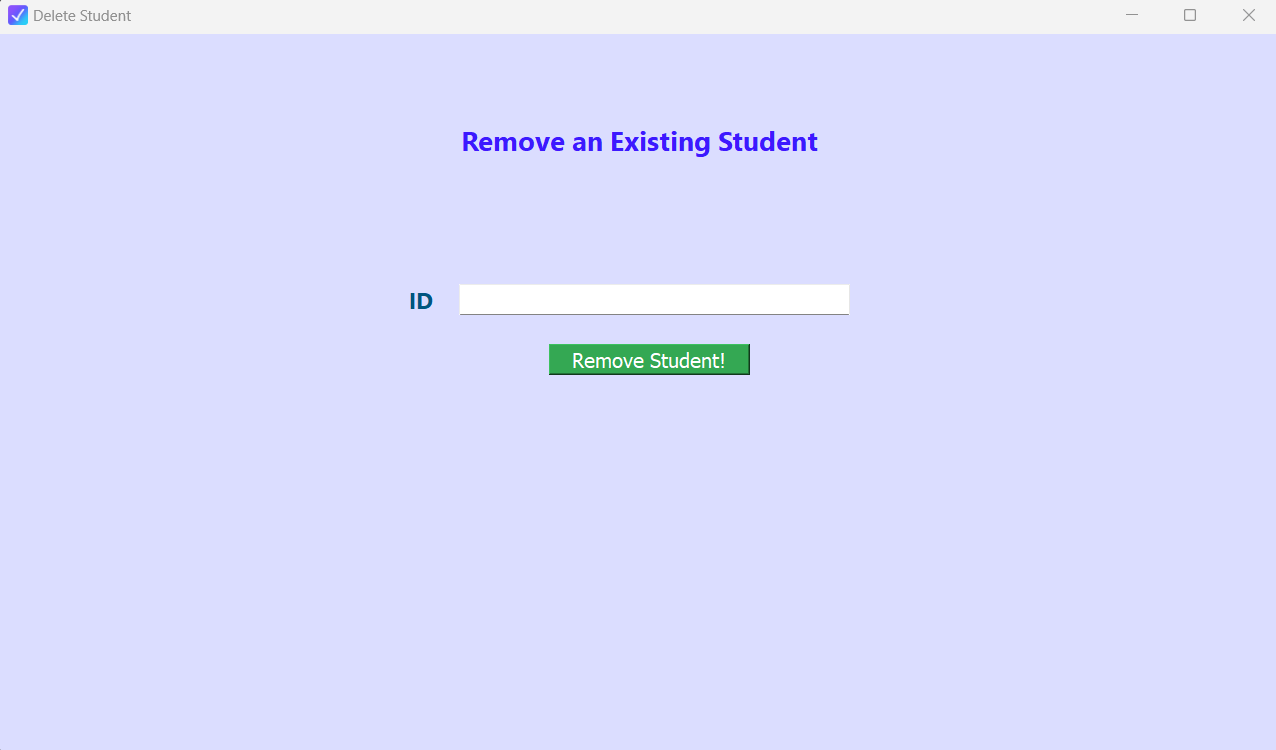 Delete Student
Remove an Existing Student
ID
Remove Student!